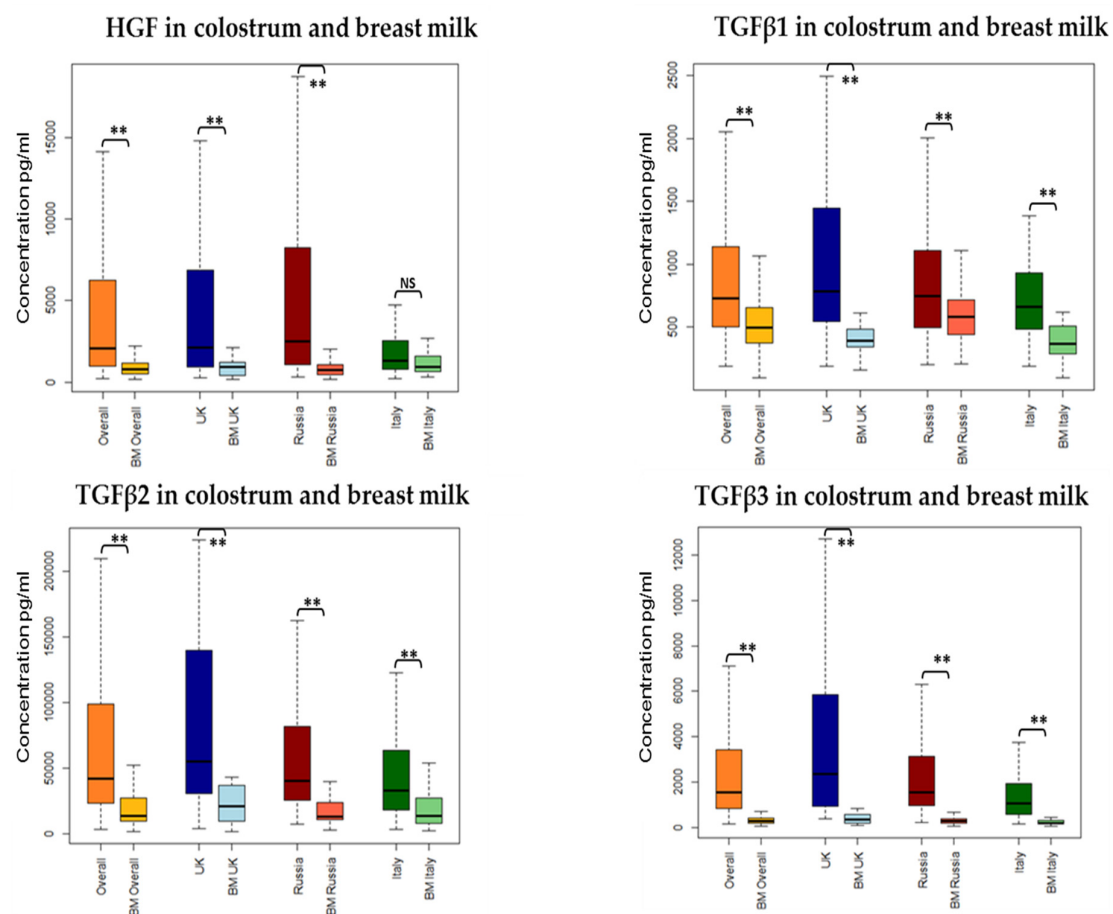 HGF in colostrum and breast milk
Concentration pg/ml
15000
10000
5000
0
**
**
**
NS
Overall
BM Overall
UK
BM UK
Russia
BM Russia
Italy
BM Italy
TGFβ1 in colostrum and breast milk
Concentration pg/ml
2500
2000
1500
1000
500
**
**
**
**
Overall
BM Overall
UK
BM UK
Russia
BM Russia
Italy
BM Italy
TGFβ2 in colostrum and breast milk
Concentration pg/ml
200000
150000
100000
50000
0
**
**
**
**
Overall
BM Overall
UK
BM UK
Russia
BM Russia
Italy
BM Italy
TGFβ3 in colostrum and breast milk
Concentration pg/ml
12000
10000
8000
6000
4000
2000
0
**
**
**
**
Overall
BM Overall
UK
BM UK
Russia
BM Russia
Italy
BM Italy